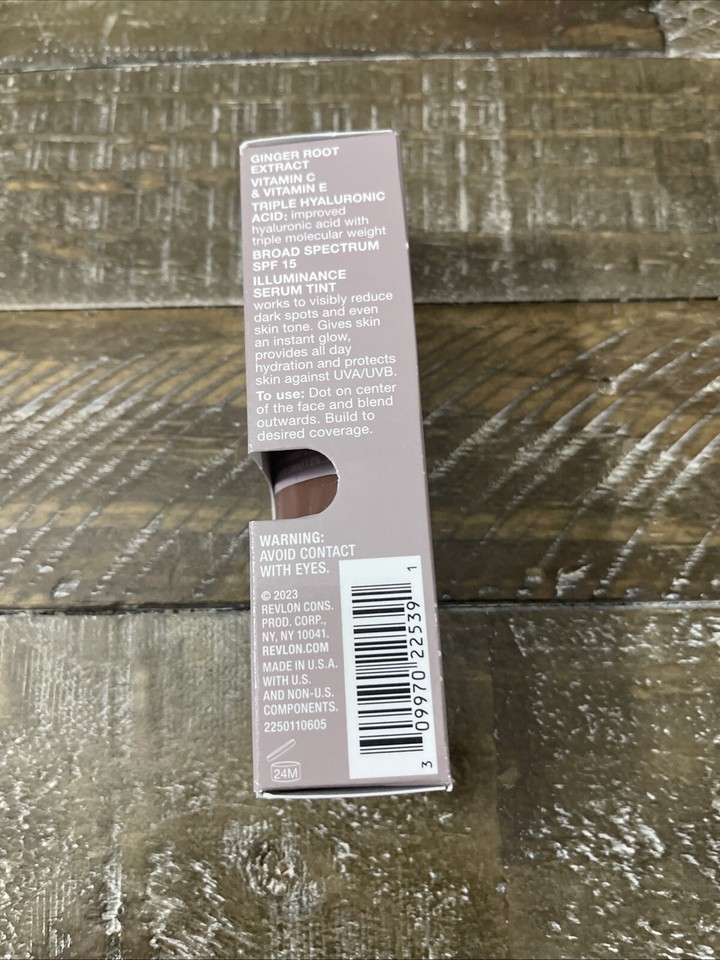 GINGER ROOT
EXTRACT
VITAMIN C
& VITAMIN E
TRIPLE HYALURONIC
ACID: improved
hyaluronic acid with
triple molecular weight
BROAD SPECTRUM
SPF 15
ILLUMINANCE
SERUM TINT
works to visibly reduce
dark spots and even
skin tone. Gives skin
an instant glow,
provides all day
hydration and protects
skin against UVA/UVB.
To use: Dot on center
of the face and blend
outwards. Build to
desired coverage.
WARNING:
AVOID CONTACT
WITH EYES.
© 2023
REVLON CONS.
PROD. CORP.,
NY, NY 10041.
REVLON.COM
MADE IN U.S.A.
WITH U.S.
AND NON-U.S.
COMPONENTS.
2250110605
24M
3 09970 22539 1